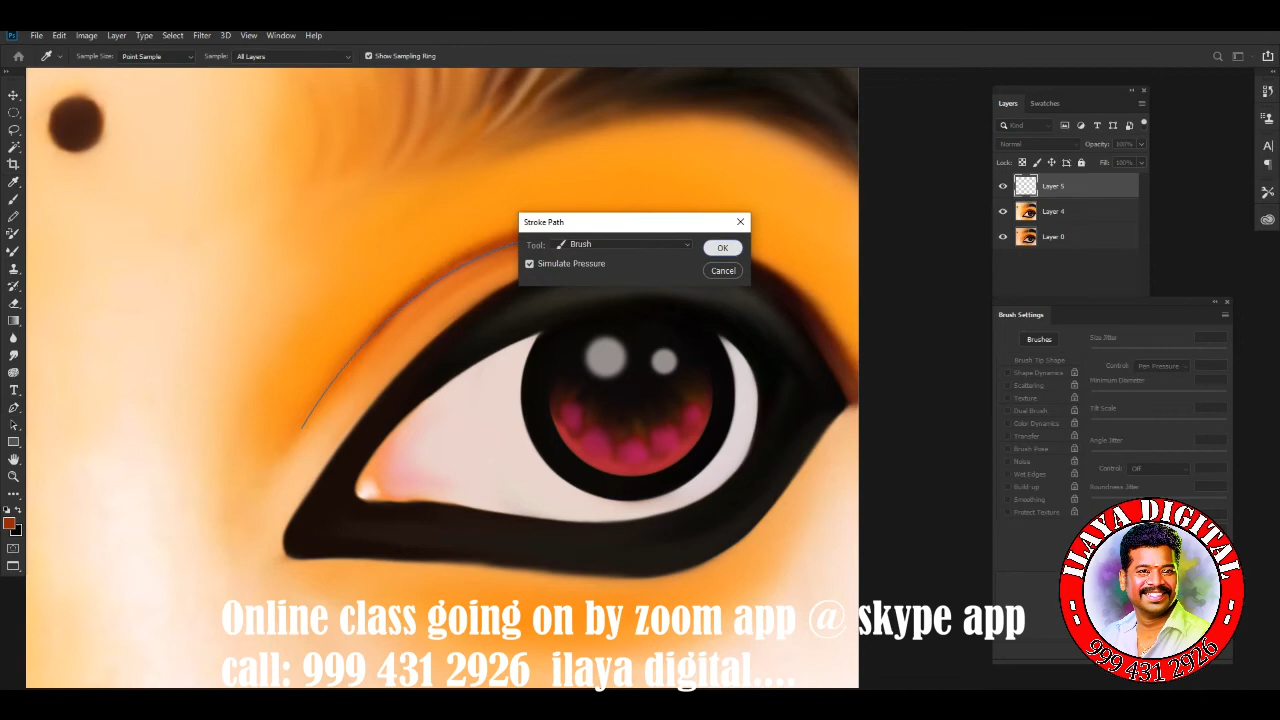 Ps File Edit Image Layer Type Select Filter 3D View Window Help
Sample Size: Point Sample Sample: All Layers Show Sampling Ring
Layers Swatches
Kind
Normal Opacity: 100%
Lock: Fill: 100%
Layer 5
Layer 4
Layer 0
Stroke Path
Tool: Brush OK
Simulate Pressure
Cancel
Brush Settings
Brushes Size Jitter
Brush Tip Shape Control: Pen Pressure
Shape Dynamics Minimum Diameter
Scattering
Texture Tilt Scale
Dual Brush
Color Dynamics
Transfer Angle Jitter
Brush Pose
Noise Control: Off
Wet Edges
Build-up Roundness Jitter
Smoothing
Protect Texture
ILAYA DIGITAL
999 431 2926
Online class going on by zoom app @ skype app
call: 999 431 2926 ilaya digital....